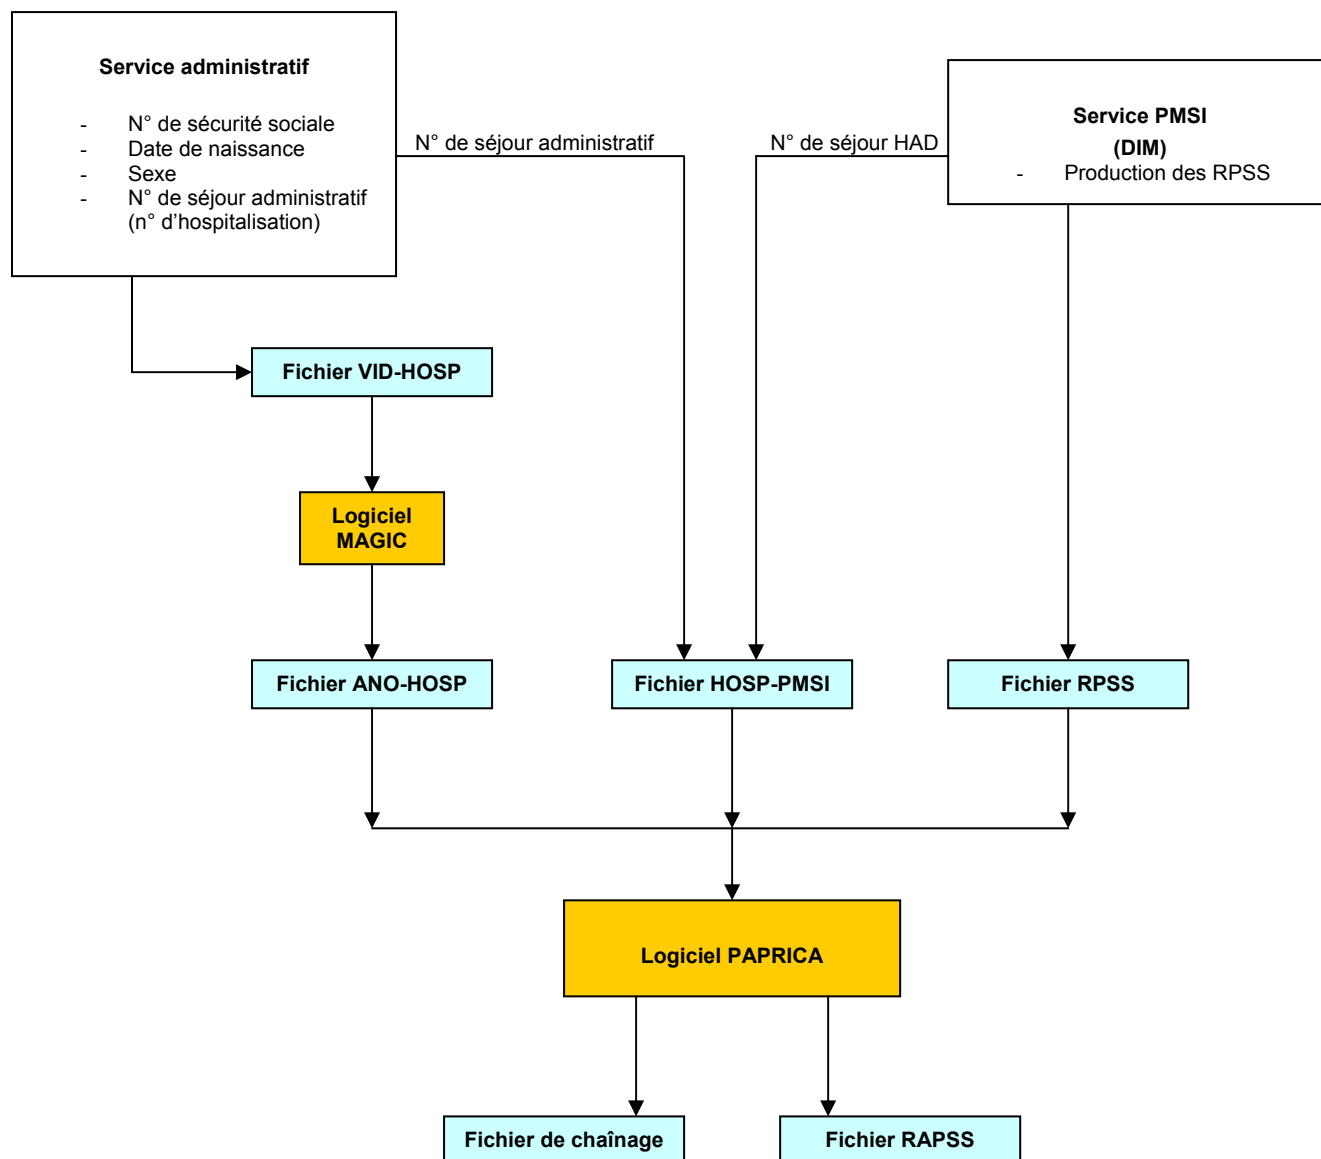 Service administratif
- N° de sécurité sociale
- Date de naissance
- Sexe
- N° de séjour administratif
(n° d'hospitalisation)
N° de séjour administratif
N° de séjour HAD
Service PMSI
(DIM)
- Production des RPSS
Fichier VID-HOSP
Logiciel
MAGIC
Fichier ANO-HOSP
Fichier HOSP-PMSI
Fichier RPSS
Logiciel PAPRICA
Fichier de chaînage
Fichier RAPSS